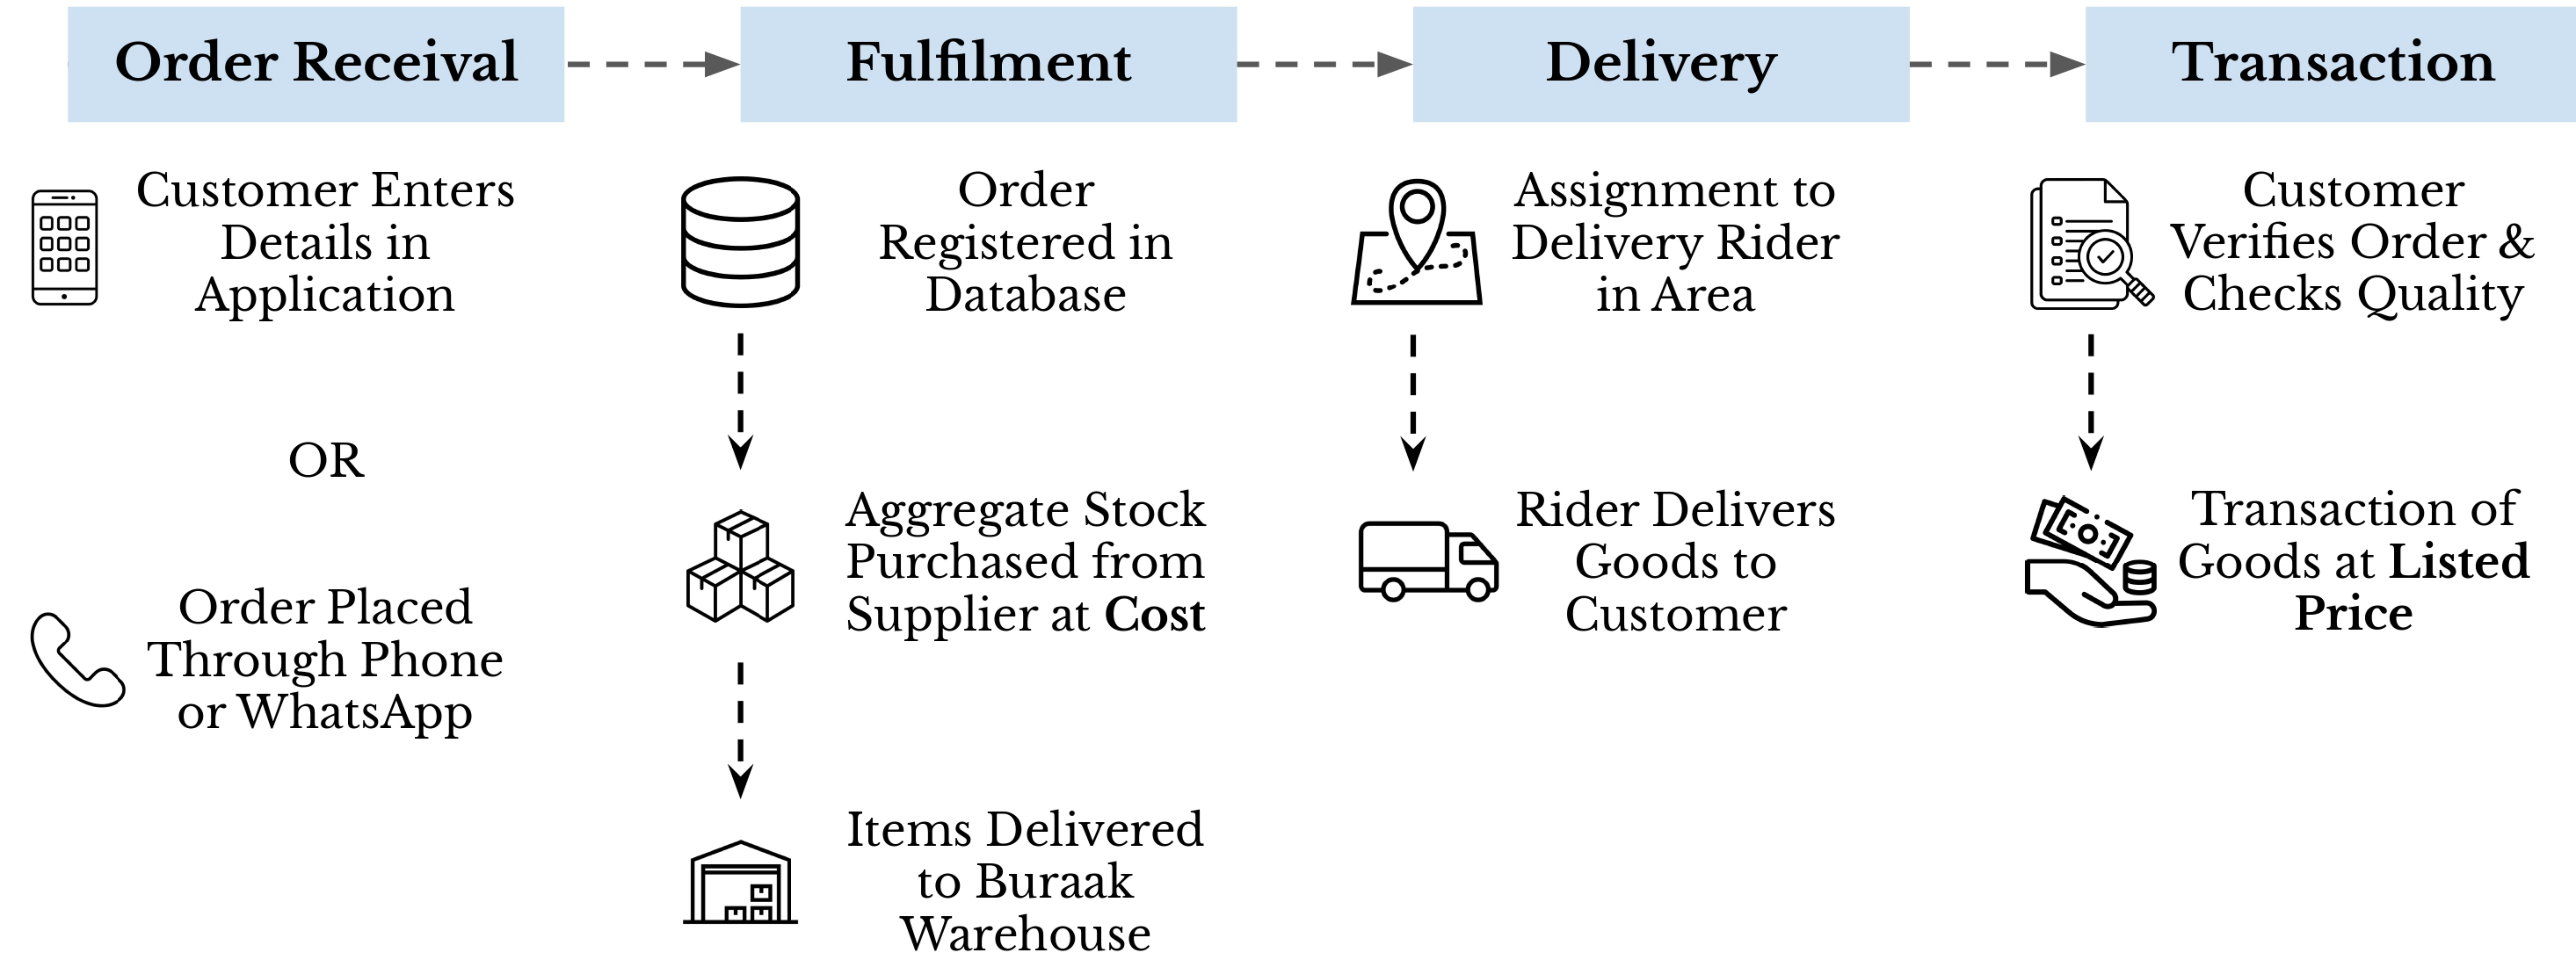 Order Receival
Fulfilment
Delivery
Transaction
Customer Enters
Details in
Application
OR
Order Placed
Through Phone
or WhatsApp
Order
Registered in
Database
Aggregate Stock
Purchased from
Supplier at Cost
Items Delivered
to Buraak
Warehouse
Assignment to
Delivery Rider
in Area
Rider Delivers
Goods to
Customer
Customer
Verifies Order &
Checks Quality
Transaction of
Goods at Listed
Price